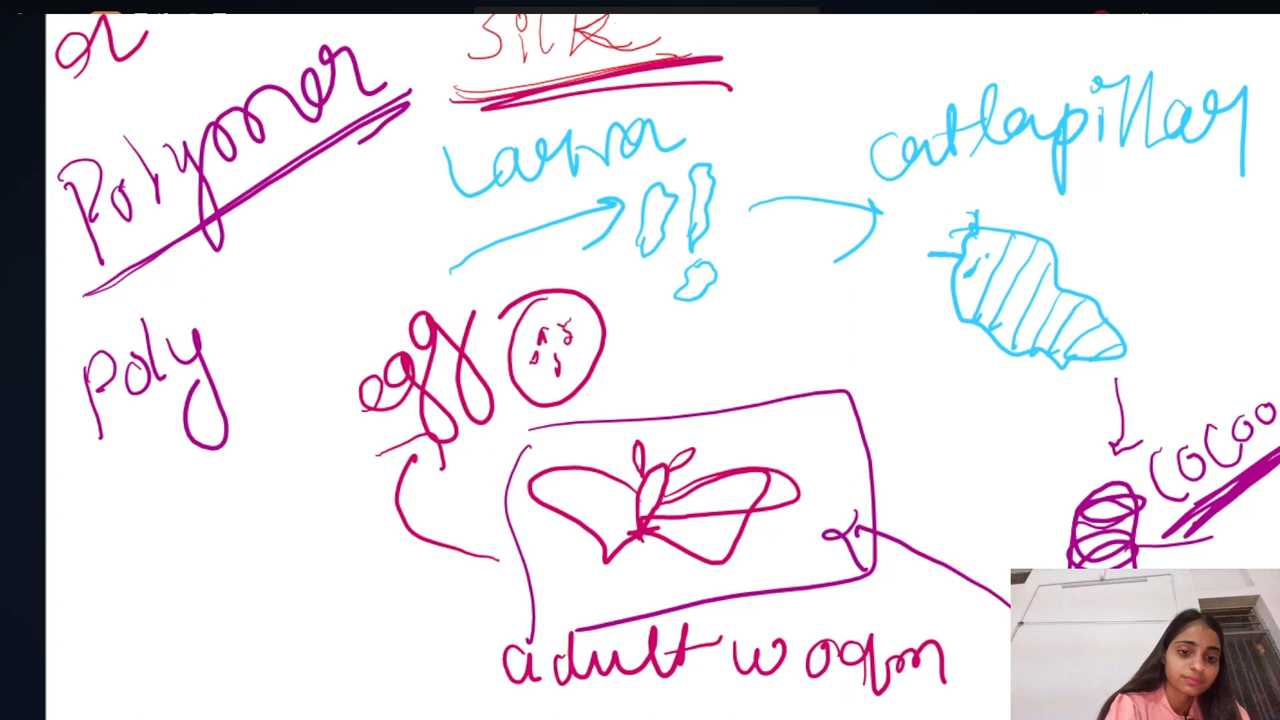 Silk
Polymer
Larva
catlapillar
egg
Poly
Cocoo
adult worm